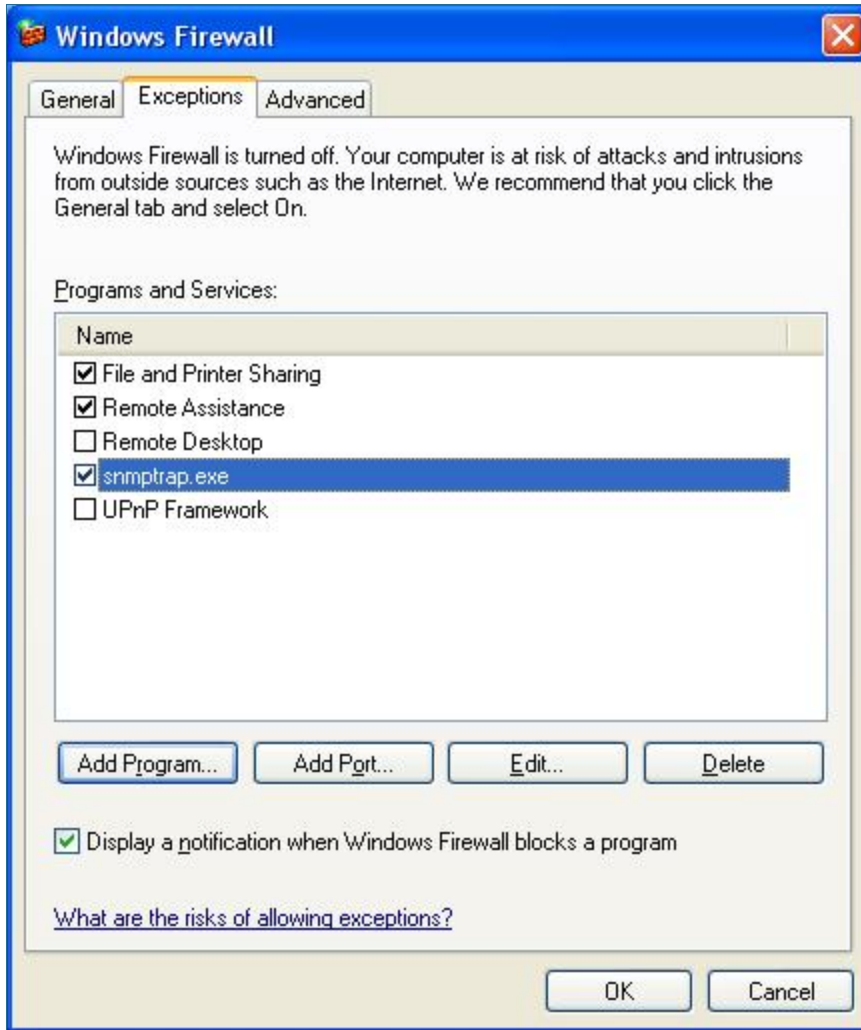 Windows Firewall
General
Exceptions
Advanced
Windows Firewall is turned off. Your computer is at risk of attacks and intrusions
from outside sources such as the Internet. We recommend that you click the
General tab and select On.
Programs and Services:
Name
File and Printer Sharing
Remote Assistance
Remote Desktop
snmptrap.exe
UPnP Framework
Add Program...
Add Port...
Edit...
Delete
Display a notification when Windows Firewall blocks a program
What are the risks of allowing exceptions?
OK
Cancel